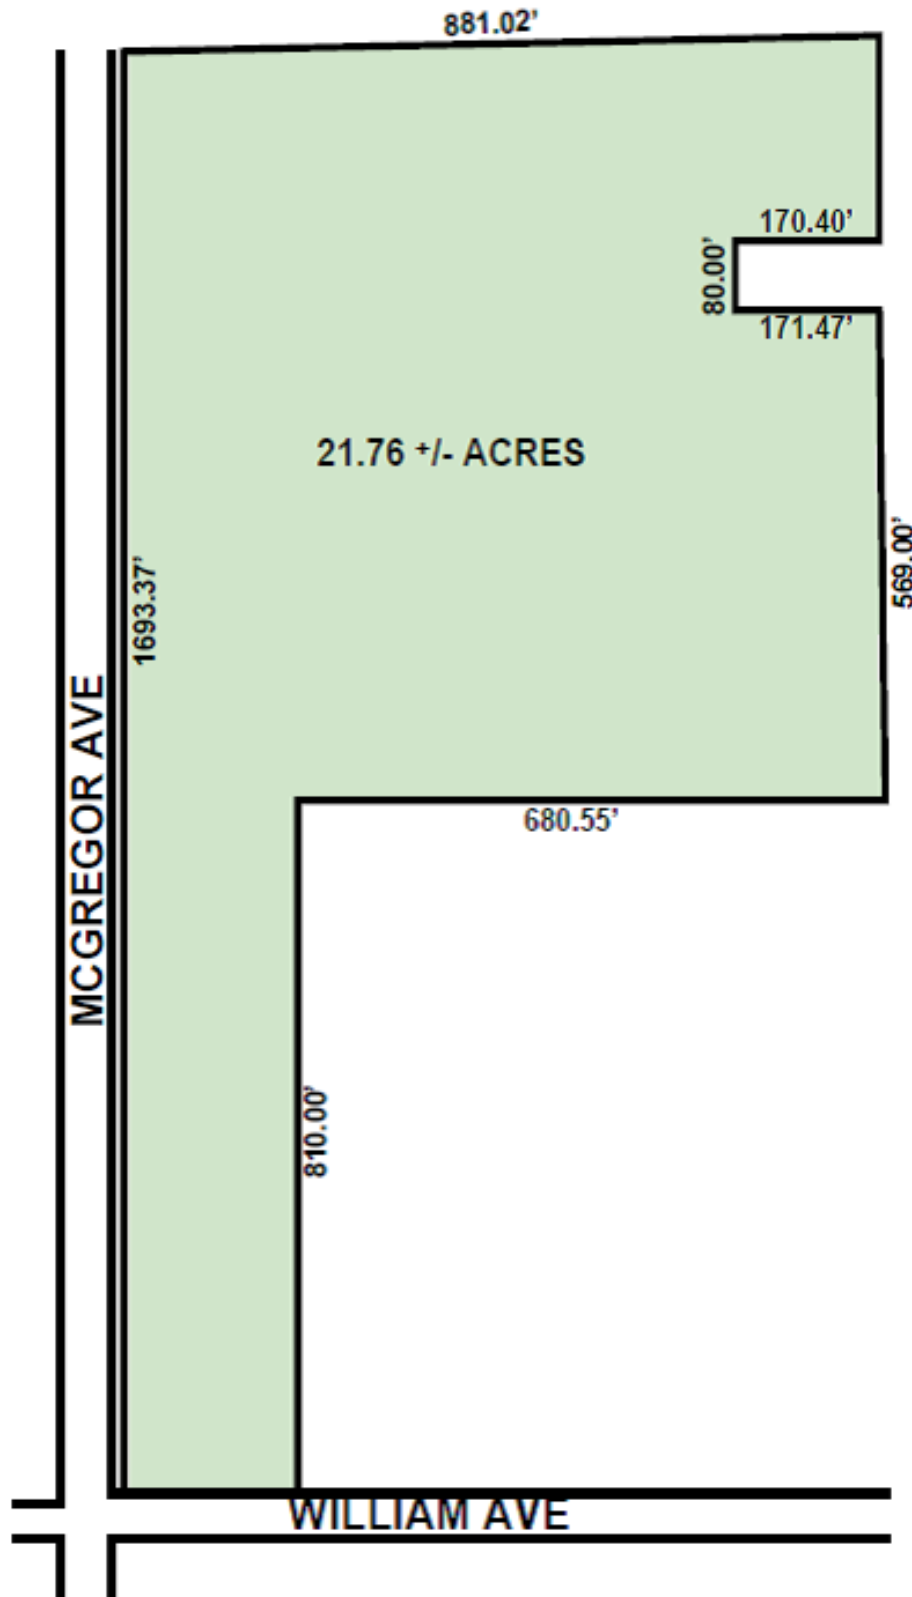 881.02’
170.40’
80.00’
171.47’
21.76 +/- ACRES
569.00’
1693.37’
MCGREGOR AVE
680.55’
810.00’
WILLIAM AVE